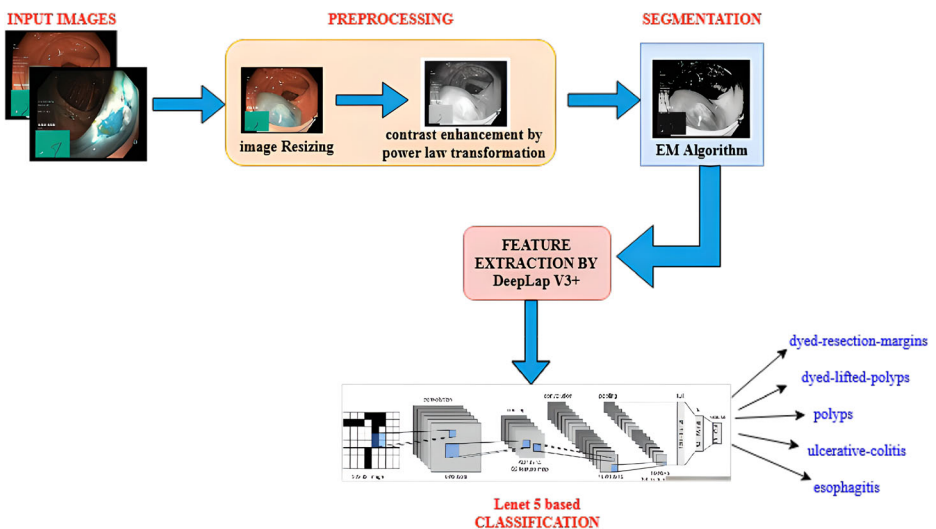 INPUT IMAGES
PREPROCESSING
SEGMENTATION
image Resizing
contrast enhancement by
power law transformation
EM Algorithm
FEATURE
EXTRACTION BY
DeepLap V3+
convolution
pooling
dyed-resection-margins
dyed-lifted-polyps
polyps
ulcerative-colitis
esophagitis
Lenet 5 based
CLASSIFICATION